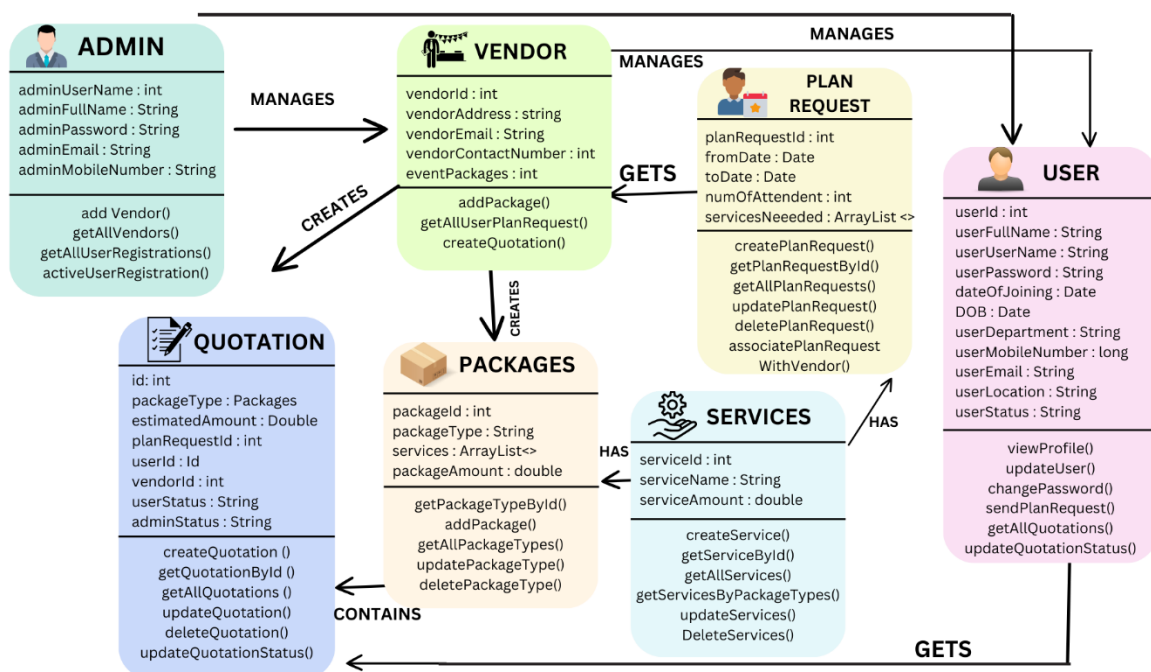 ADMIN
adminUserName : int
adminFullName : String
adminPassword : String
adminEmail : String
adminMobileNumber : String
add Vendor()
getAllVendors()
getAllUserRegistrations()
activeUserRegistration()
MANAGES
VENDOR
vendorId : int
vendorAddress : string
vendorEmail : String
vendorContactNumber : int
eventPackages : int
addPackage()
getAllUserPlanRequest()
createQuotation()
MANAGES
MANAGES
PLAN
REQUEST
planRequestId : int
fromDate : Date
toDate : Date
numOfAttendent : int
servicesNeeeded : ArrayList <>
createPlanRequest()
getPlanRequestById()
getAllPlanRequests()
updatePlanRequest()
deletePlanRequest()
associatePlanRequest
WithVendor()
GETS
USER
userId : int
userFullName : String
userUserName : String
userPassword : String
dateOfJoining : Date
DOB : Date
userDepartment : String
userMobileNumber : long
userEmail : String
userLocation : String
userStatus : String
viewProfile()
updateUser()
changePassword()
sendPlanRequest()
getAllQuotations()
updateQuotationStatus()
CREATES
CREATES
QUOTATION
id: int
packageType : Packages
estimatedAmount : Double
planRequestId : int
userId : Id
vendorId : int
userStatus : String
adminStatus : String
createQuotation ()
getQuotationById ()
getAllQuotations ()
updateQuotation()
deleteQuotation()
updateQuotationStatus()
PACKAGES
packageId : int
packageType : String
services : ArrayList<>
packageAmount : double
getPackageTypeById()
addPackage()
getAllPackageTypes()
updatePackageType()
deletePackageType()
CONTAINS
HAS
SERVICES
serviceId : int
serviceName : String
serviceAmount : double
createService()
getServiceById()
getAllServices()
getServicesByPackageTypes()
updateServices()
DeleteServices()
HAS
GETS